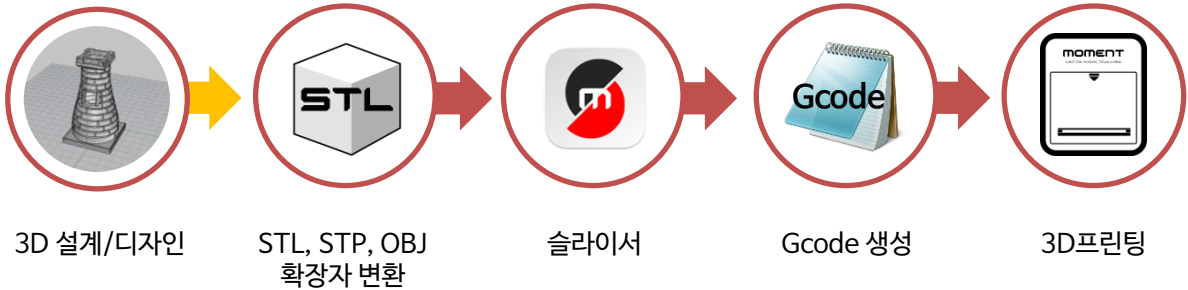 STL
m
Gcode
MOMENT
3D 설계/디자인
STL, STP, OBJ
확장자 변환
슬라이서
Gcode 생성
3D프린팅